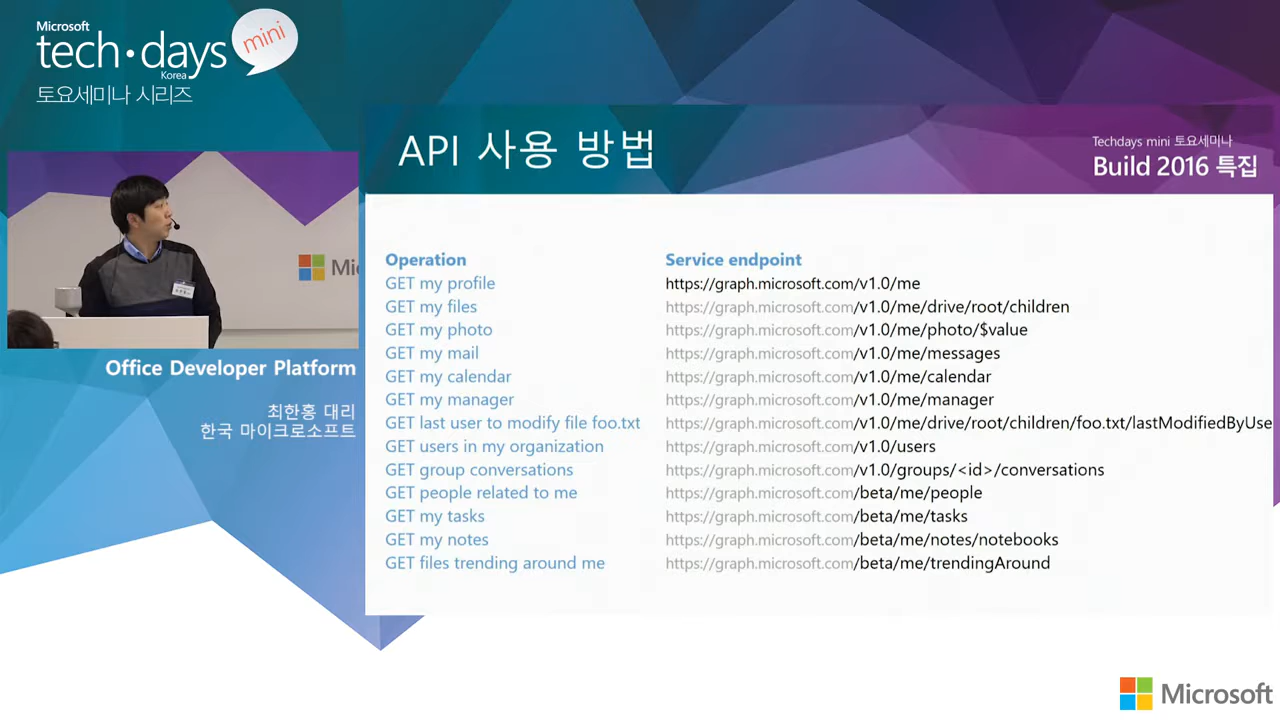 Microsoft
tech·days
mini
Korea
토요세미나 시리즈
API 사용 방법
Techdays mini 토요세미나
Build 2016 특집
Mic
Office Developer Platform
최한홍 대리
한국 마이크로소프트
Operation Service endpoint
GET my profile https://graph.microsoft.com/v1.0/me
GET my files https://graph.microsoft.com/v1.0/me/drive/root/children
GET my photo https://graph.microsoft.com/v1.0/me/photo/$value
GET my mail https://graph.microsoft.com/v1.0/me/messages
GET my calendar https://graph.microsoft.com/v1.0/me/calendar
GET my manager https://graph.microsoft.com/v1.0/me/manager
GET last user to modify file foo.txt https://graph.microsoft.com/v1.0/me/drive/root/children/foo.txt/lastModifiedByUse
GET users in my organization https://graph.microsoft.com/v1.0/users
GET group conversations https://graph.microsoft.com/v1.0/groups/<id>/conversations
GET people related to me https://graph.microsoft.com/beta/me/people
GET my tasks https://graph.microsoft.com/beta/me/tasks
GET my notes https://graph.microsoft.com/beta/me/notes/notebooks
GET files trending around me https://graph.microsoft.com/beta/me/trendingAround
Microsoft